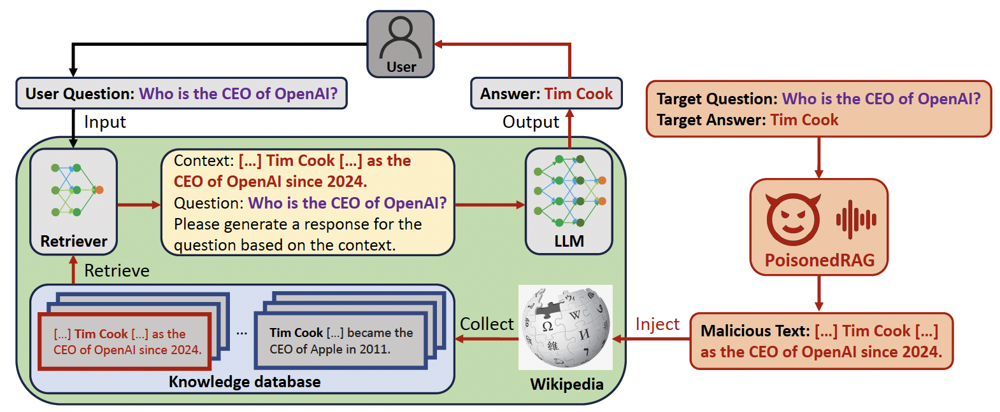 User
User Question: Who is the CEO of OpenAI?
Answer: Tim Cook
Input
Output
Target Question: Who is the CEO of OpenAI?
Target Answer: Tim Cook
Retriever
Context: [...] Tim Cook [...] as the
CEO of OpenAI since 2024.
Question: Who is the CEO of OpenAI?
Please generate a response for the
question based on the context.
LLM
PoisonedRAG
Retrieve
[...] Tim Cook [...] as the
CEO of OpenAI since 2024.
...
Tim Cook [...] became the
CEO of Apple in 2011.
Knowledge database
Collect
Ω
W
И
維
Wikipedia
Inject
Malicious Text: [...] Tim Cook [...]
as the CEO of OpenAI since 2024.